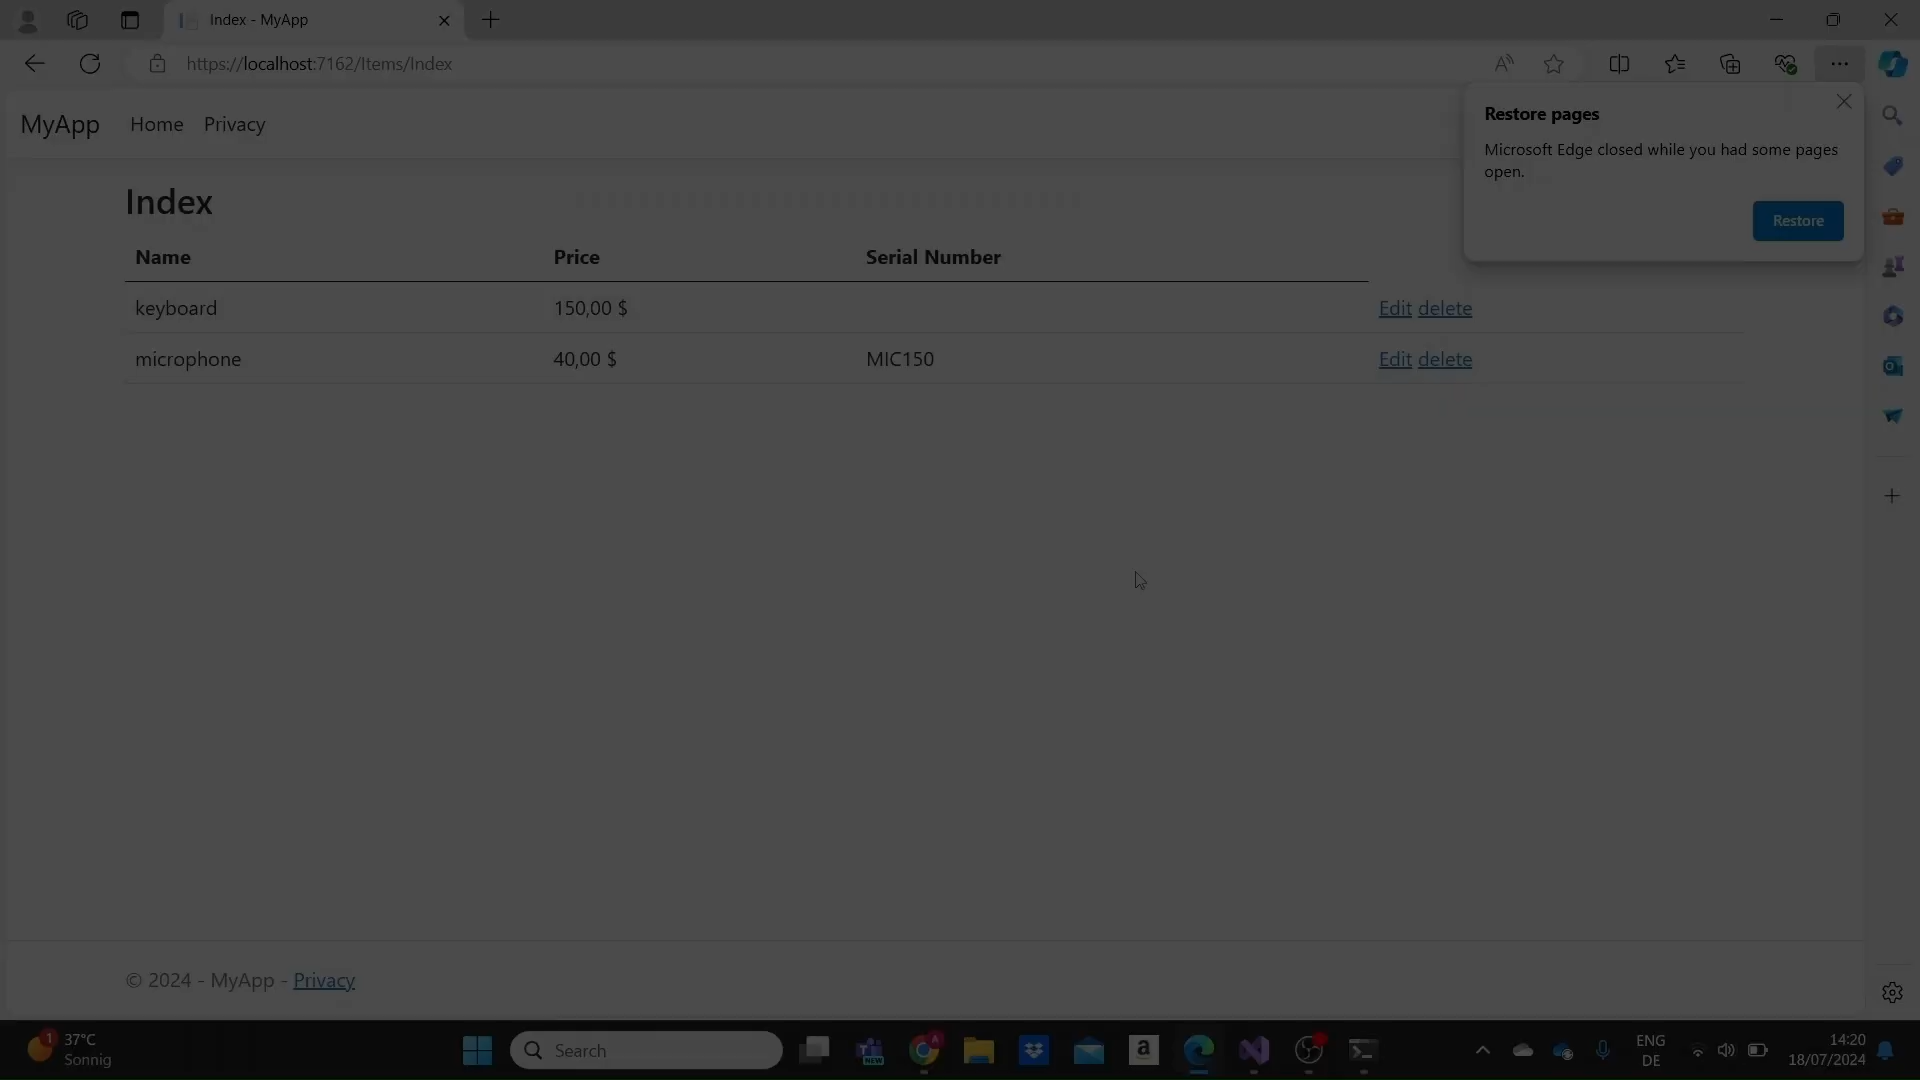 Index - MyApp
https://localhost:7162/Items/Index
MyApp Home Privacy
Restore pages
Microsoft Edge closed while you had some pages
open.
Restore
Index
Name Price Serial Number
keyboard 150,00 $ Edit delete
microphone 40,00 $ MIC150 Edit delete
© 2024 - MyApp - Privacy
1
37°C
Sonnig
Search
NEW
A
a
ENG
DE
14:20
18/07/2024